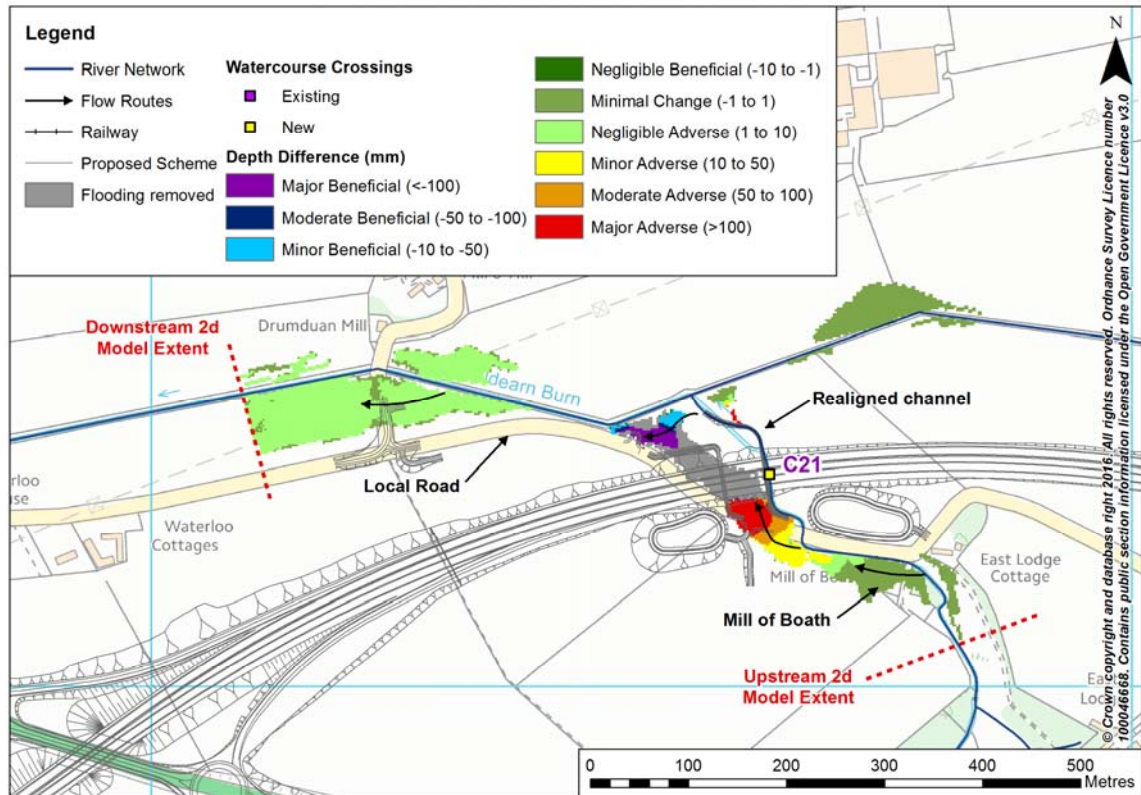 Legend
River Network
Flow Routes
Railway
Proposed Scheme
Flooding removed
Watercourse Crossings
Existing
New
Depth Difference (mm)
Major Beneficial (<-100)
Moderate Beneficial (-50 to -100)
Minor Beneficial (-10 to -50)
Negligible Beneficial (-10 to -1)
Minimal Change (-1 to 1)
Negligible Adverse (1 to 10)
Minor Adverse (10 to 50)
Moderate Adverse (50 to 100)
Major Adverse (>100)
N
© Crown copyright and database right 2016. All rights reserved. Ordnance Survey Licence number
100046668. Contains public section information licensed under the Open Government Licence v3.0
Drumduan Mill
Downstream 2d
Model Extent
Idearn Burn
Realigned channel
C21
Local Road
Waterloo
Cottages
East Lodge
Cottage
Mill of
Mill of Boath
Upstream 2d
Model Extent
0 100 200 300 400 500
Metres